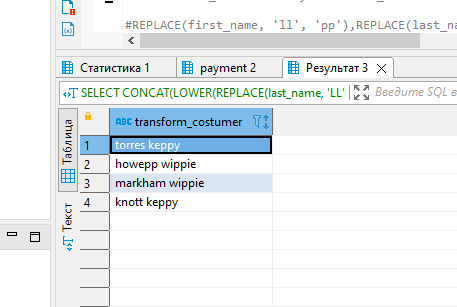 #REPLACE(first_name, 'll', 'pp'),REPLACE(last_na
Статистика 1 payment 2 Результат 3
SELECT CONCAT(LOWER(REPLACE(last_name, 'LL' Введите SQL в
ABC transform_costumer
1 torres keppy
2 howepp wippie
3 markham wippie
4 knott keppy
Таблица
Текст